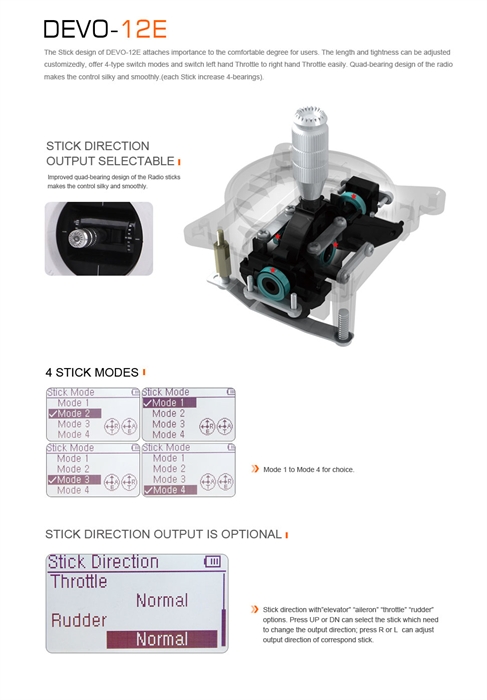 DEVO-12E
The Stick design of DEVO-12E attaches importance to the comfortable degree for users. The length and tightness can be adjusted
customizedly, offer 4-type switch modes and switch left hand Throttle to right hand Throttle easily. Quad-bearing design of the radio
makes the control silky and smoothly.(each Stick increase 4-bearings).
STICK DIRECTION
OUTPUT SELECTABLE
Improved quad-bearing design of the Radio sticks
makes the control silky and smoothly.
4 STICK MODES
Stick Mode
Mode 1
✓Mode 2
Mode 3
Mode 4
Stick Mode
✓Mode 1
Mode 2
Mode 3
Mode 4
Stick Mode
Mode 1
Mode 2
✓Mode 3
Mode 4
Stick Mode
Mode 1
Mode 2
Mode 3
✓Mode 4
Mode 1 to Mode 4 for choice.
STICK DIRECTION OUTPUT IS OPTIONAL
Stick Direction
Throttle
Normal
Rudder
Normal
Stick direction with"elevator" "aileron" "throttle" "rudder"
options. Press UP or DN can select the stick which need
to change the output direction; press R or L can adjust
output direction of correspond stick.